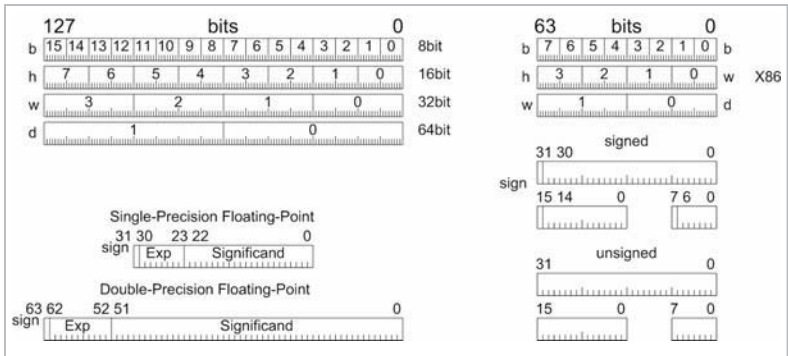 127 bits 0
b 15 14 13 12 11 10 9 8 7 6 5 4 3 2 1 0 8bit
h 7 6 5 4 3 2 1 0 16bit
w 3 2 1 0 32bit
d 1 0 64bit
63 bits 0
b 7 6 5 4 3 2 1 0 b
h 3 2 1 0 w X86
w 1 0 d
signed
31 30 0
sign
15 14 0 7 6 0
unsigned
31 0
15 0 7 0
Single-Precision Floating-Point
31 30 23 22 0
sign Exp Significand
Double-Precision Floating-Point
63 62 52 51 0
sign Exp Significand